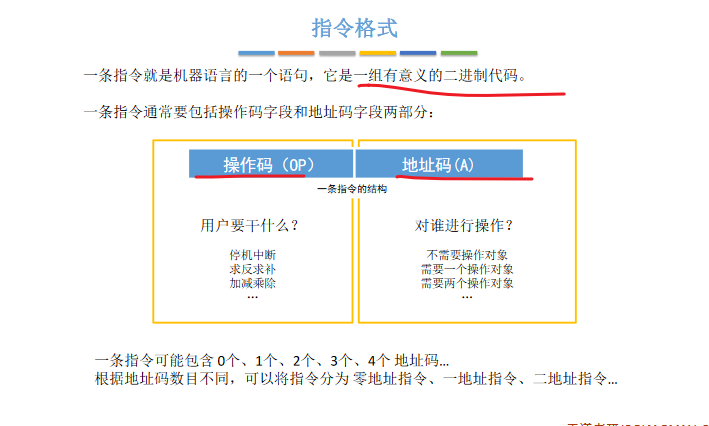 指令格式
一条指令就是机器语言的一个语句，它是一组有意义的二进制代码。
一条指令通常要包括操作码字段和地址码字段两部分：
操作码（OP） 地址码(A)
一条指令的结构
用户要干什么？ 对谁进行操作？
停机中断 不需要操作对象
求反求补 需要一个操作对象
加减乘除 需要两个操作对象
… …
一条指令可能包含 0个、1个、2个、3个、4个 地址码…
根据地址码数目不同，可以将指令分为 零地址指令、一地址指令、二地址指令…